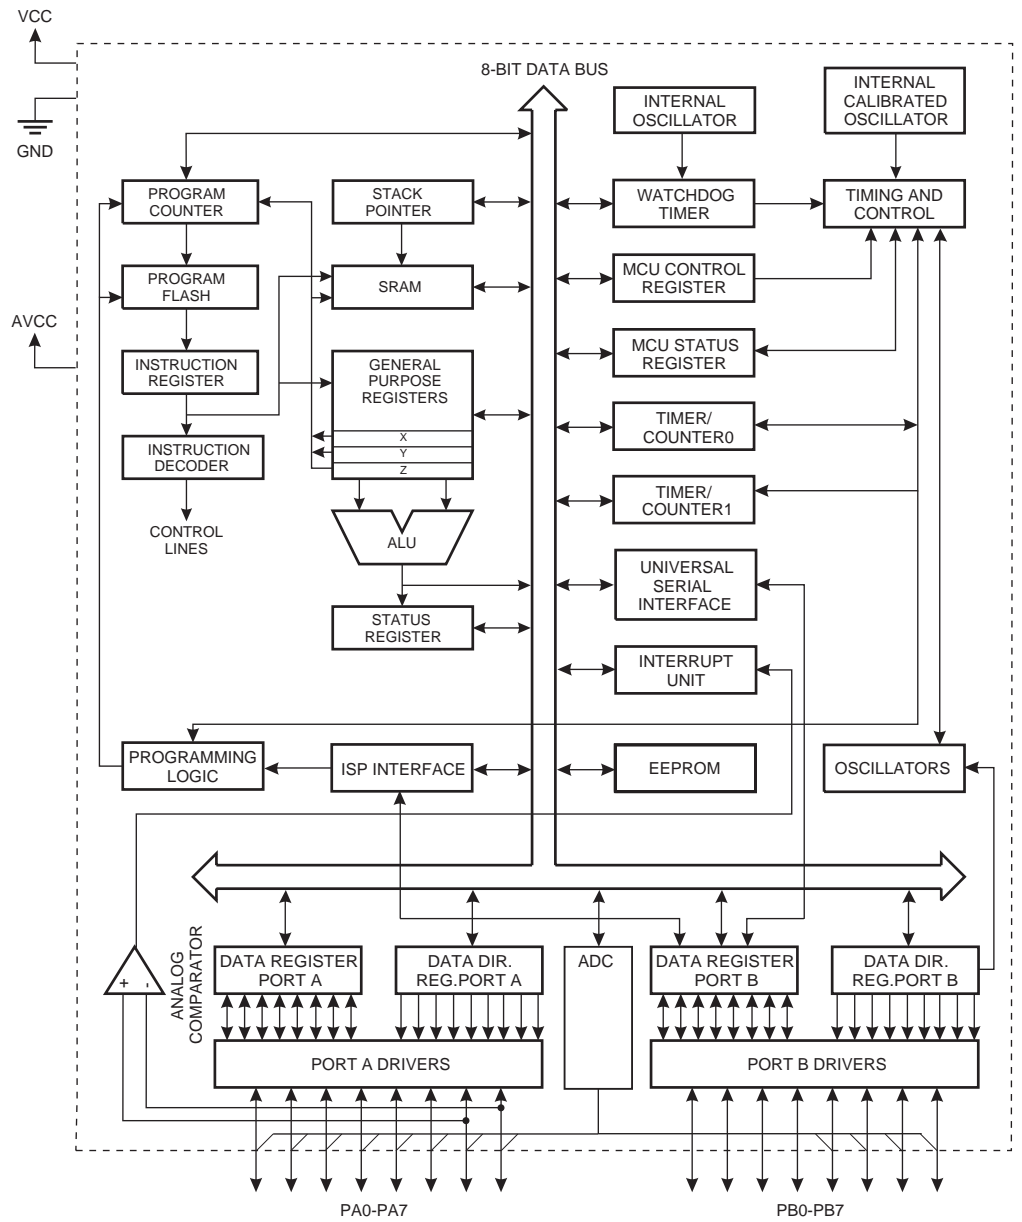 VCC
GND
AVCC
8-BIT DATA BUS
INTERNAL
OSCILLATOR
INTERNAL
CALIBRATED
OSCILLATOR
PROGRAM
COUNTER
STACK
POINTER
WATCHDOG
TIMER
TIMING AND
CONTROL
PROGRAM
FLASH
SRAM
MCU CONTROL
REGISTER
INSTRUCTION
REGISTER
GENERAL
PURPOSE
REGISTERS
X
Y
Z
MCU STATUS
REGISTER
INSTRUCTION
DECODER
TIMER/
COUNTER0
CONTROL
LINES
ALU
TIMER/
COUNTER1
STATUS
REGISTER
UNIVERSAL
SERIAL
INTERFACE
INTERRUPT
UNIT
PROGRAMMING
LOGIC
ISP INTERFACE
EEPROM
OSCILLATORS
ANALOG
COMPARATOR
+
-
DATA REGISTER
PORT A
DATA DIR.
REG.PORT A
ADC
DATA REGISTER
PORT B
DATA DIR.
REG.PORT B
PORT A DRIVERS
PORT B DRIVERS
PA0-PA7
PB0-PB7